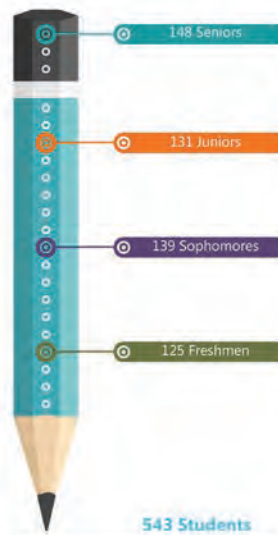 148 Seniors
131 Juniors
139 Sophomores
125 Freshmen
543 Students